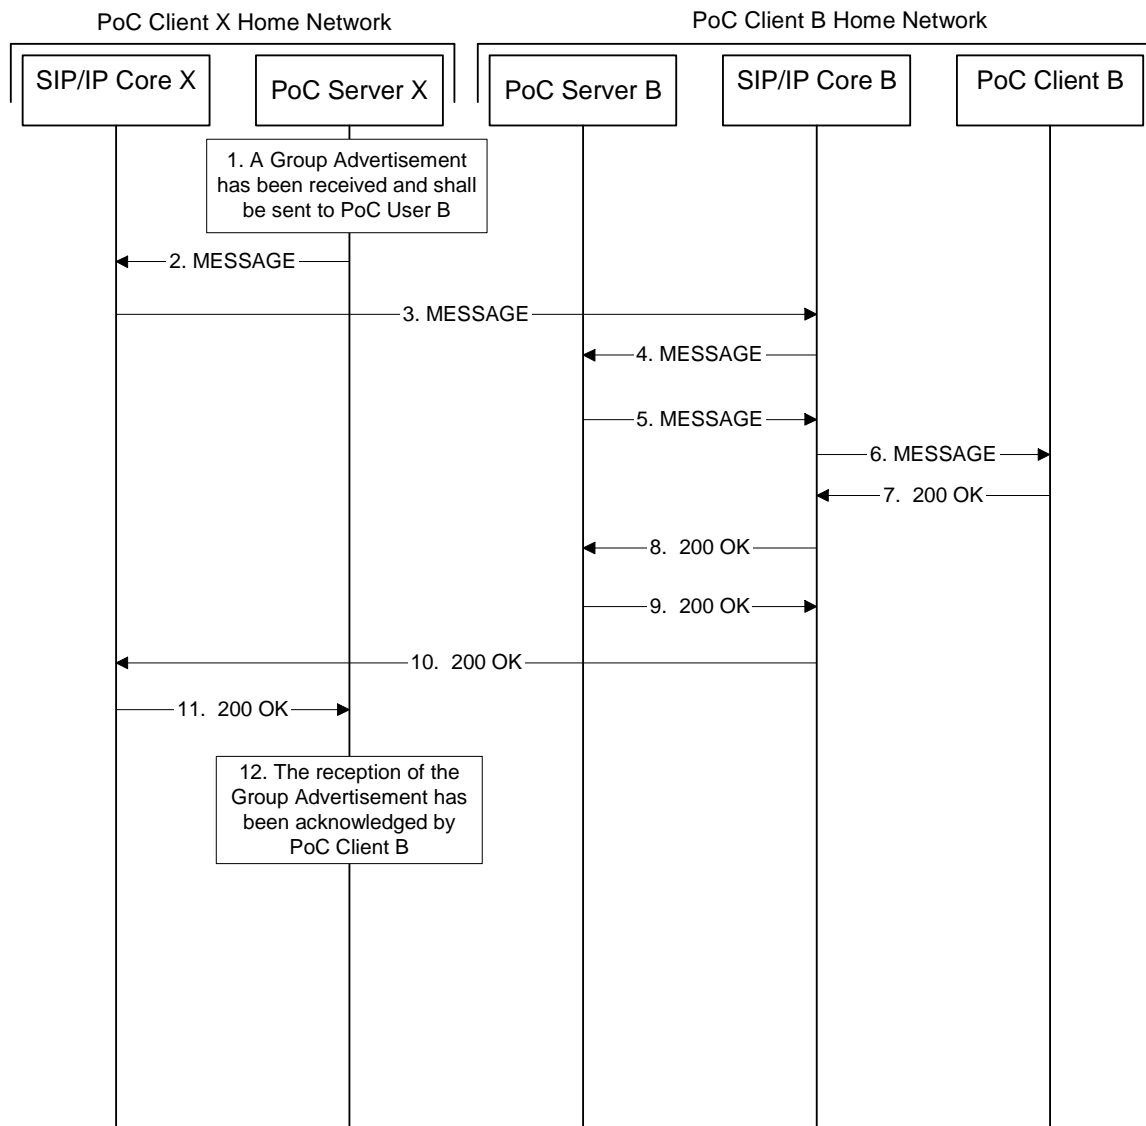 PoC Client X Home Network
PoC Client B Home Network
SIP/IP Core X
PoC Server X
PoC Server B
SIP/IP Core B
PoC Client B
1. A Group Advertisement
has been received and shall
be sent to PoC User B
2. MESSAGE
3. MESSAGE
4. MESSAGE
5. MESSAGE
6. MESSAGE
7.  200 OK
8.  200 OK
9.  200 OK
10.  200 OK
11.  200 OK
12. The reception of the
Group Advertisement has
been acknowledged by
PoC Client B